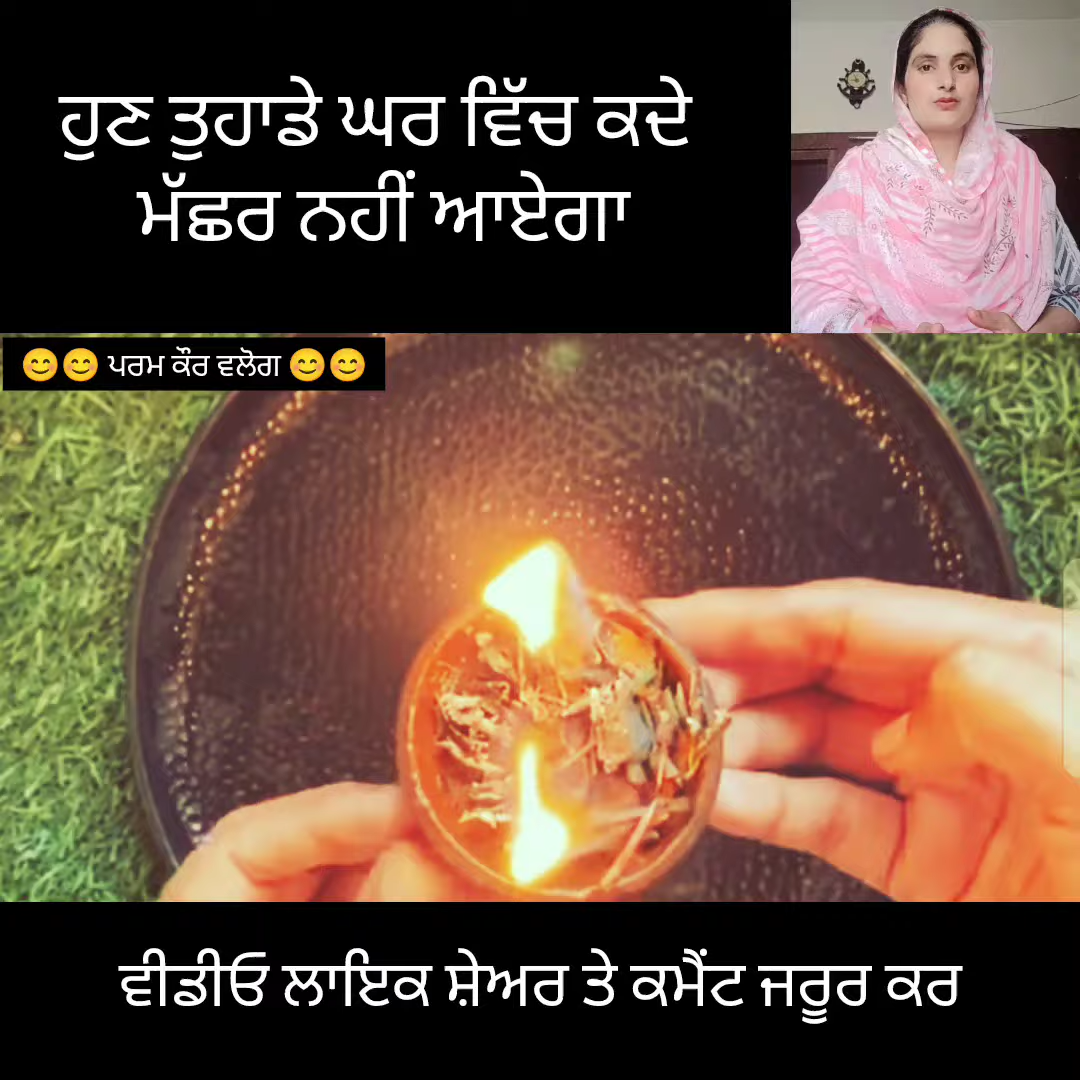 ਹੁਣ ਤੁਹਾਡੇ ਘਰ ਵਿੱਚ ਕਦੇ
ਮੱਛਰ ਨਹੀਂ ਆਏਗਾ
😊😊 ਪਰਮ ਕੌਰ ਵਲੋਗ 😊😊
ਵੀਡੀਓ ਲਾਇਕ ਸ਼ੇਅਰ ਤੇ ਕਮੈਂਟ ਜਰੂਰ ਕਰ